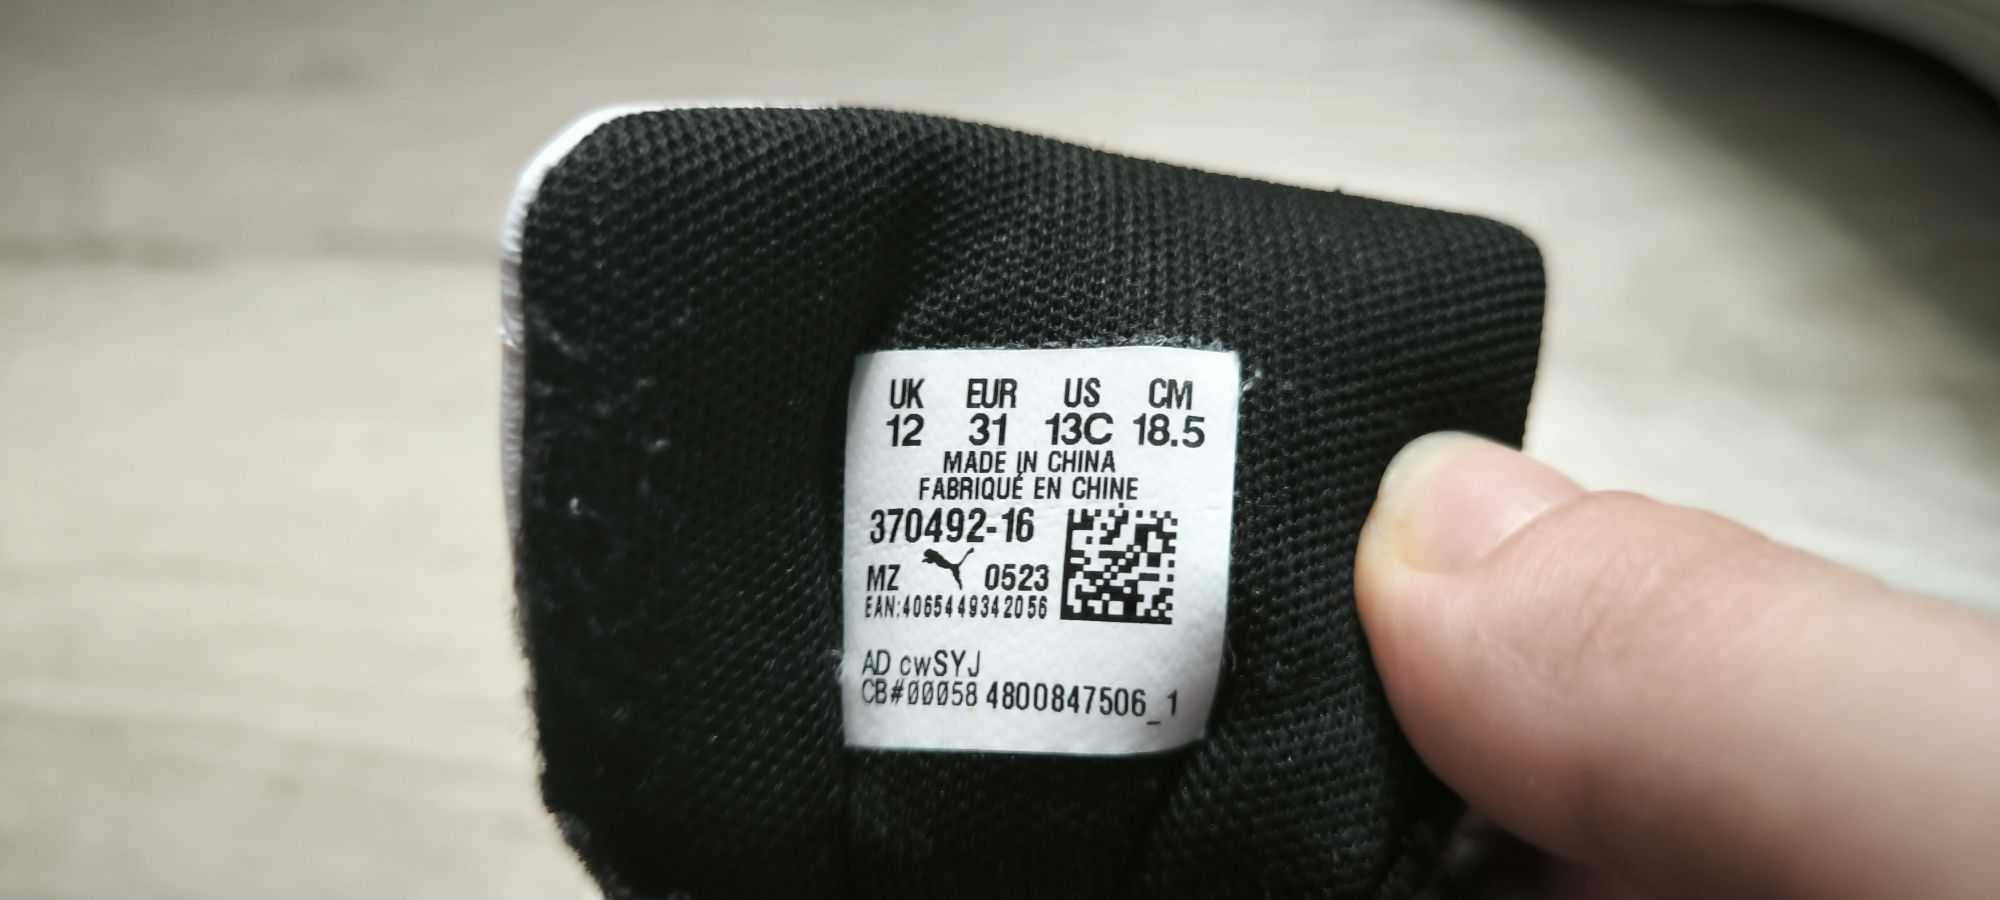 UK EUR US CM
12 31 13C 18.5
MADE IN CHINA
FABRIQUÉ EN CHINE
370492-16
MZ 0523
EAN:4065449342056
AD cwSYJ
CB#00058 4800847506_1